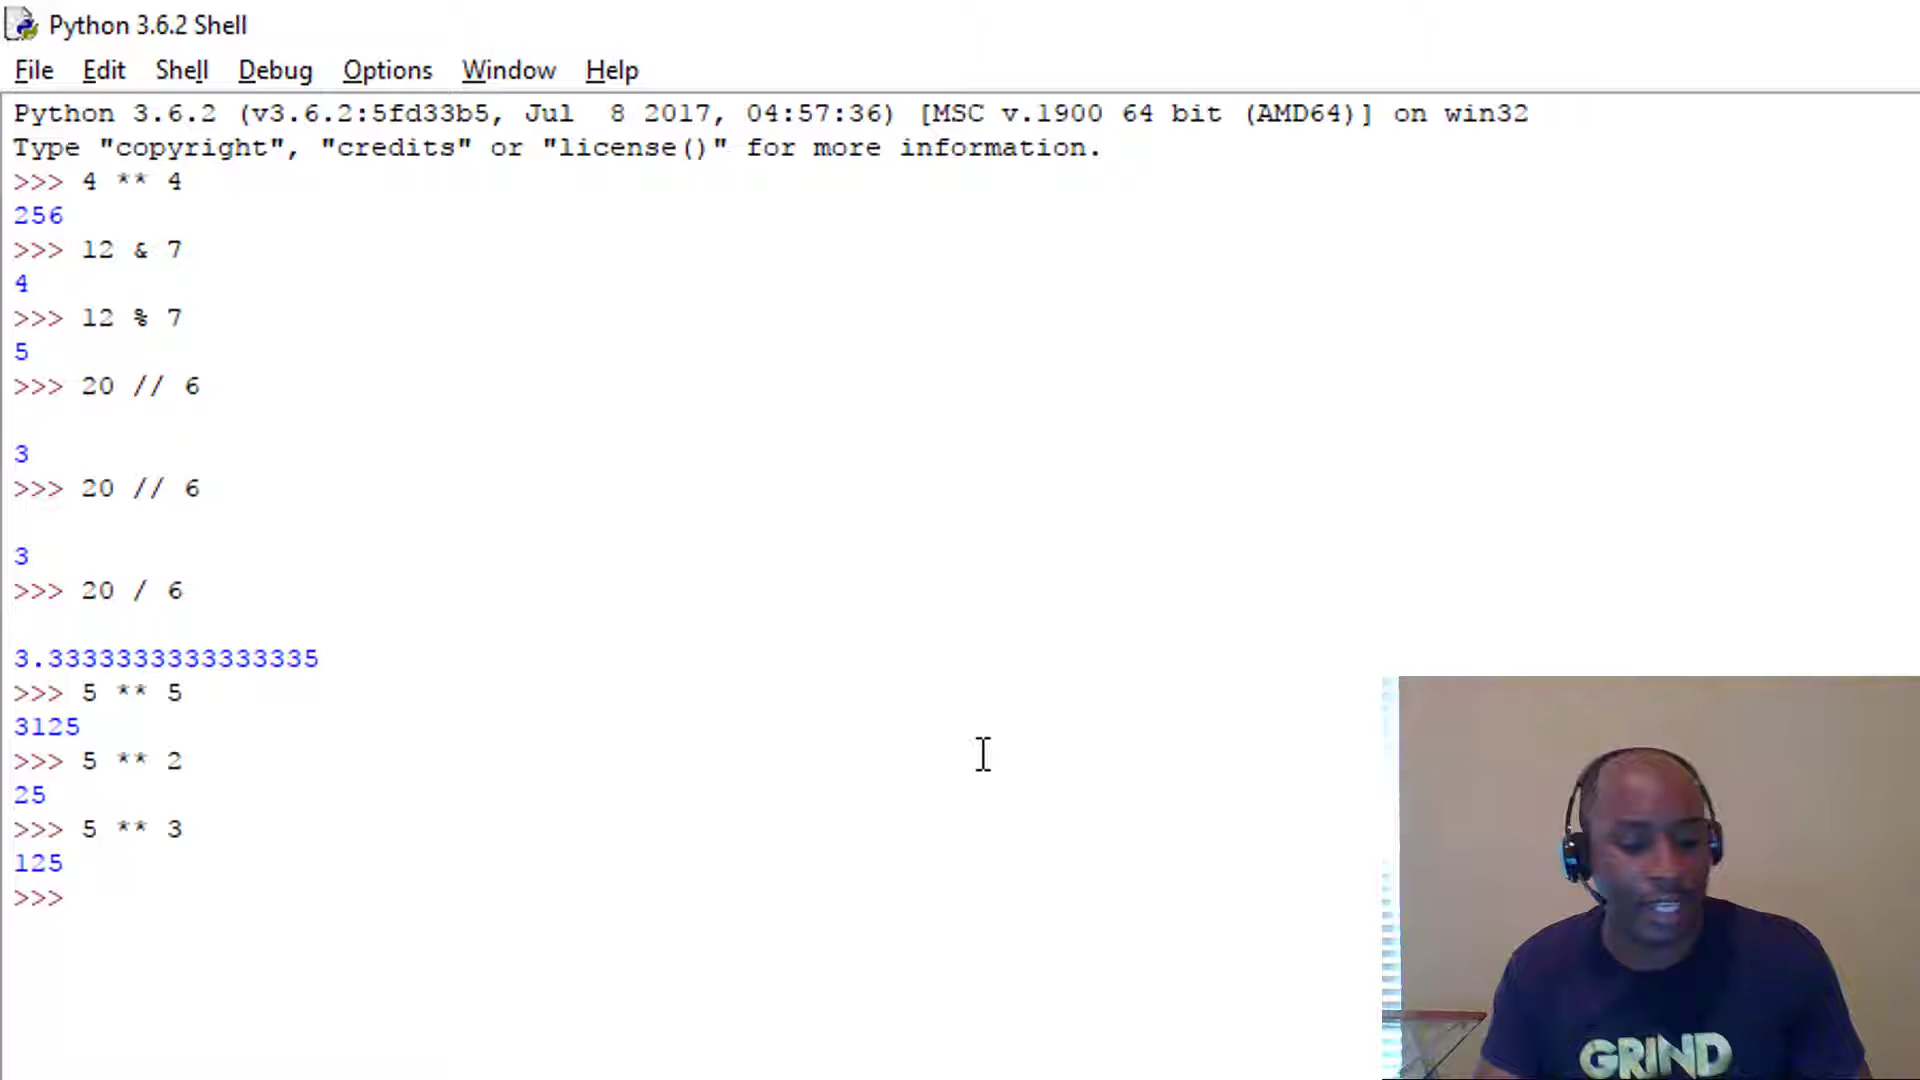 Python 3.6.2 Shell
File Edit Shell Debug Options Window Help
Python 3.6.2 (v3.6.2:5fd33b5, Jul  8 2017, 04:57:36) [MSC v.1900 64 bit (AMD64)] on win32
Type "copyright", "credits" or "license()" for more information.
>>> 4 ** 4
256
>>> 12 & 7
4
>>> 12 % 7
5
>>> 20 // 6
3
>>> 20 // 6
3
>>> 20 / 6
3.3333333333333335
>>> 5 ** 5
3125
>>> 5 ** 2
25
>>> 5 ** 3
125
>>>
GRIND